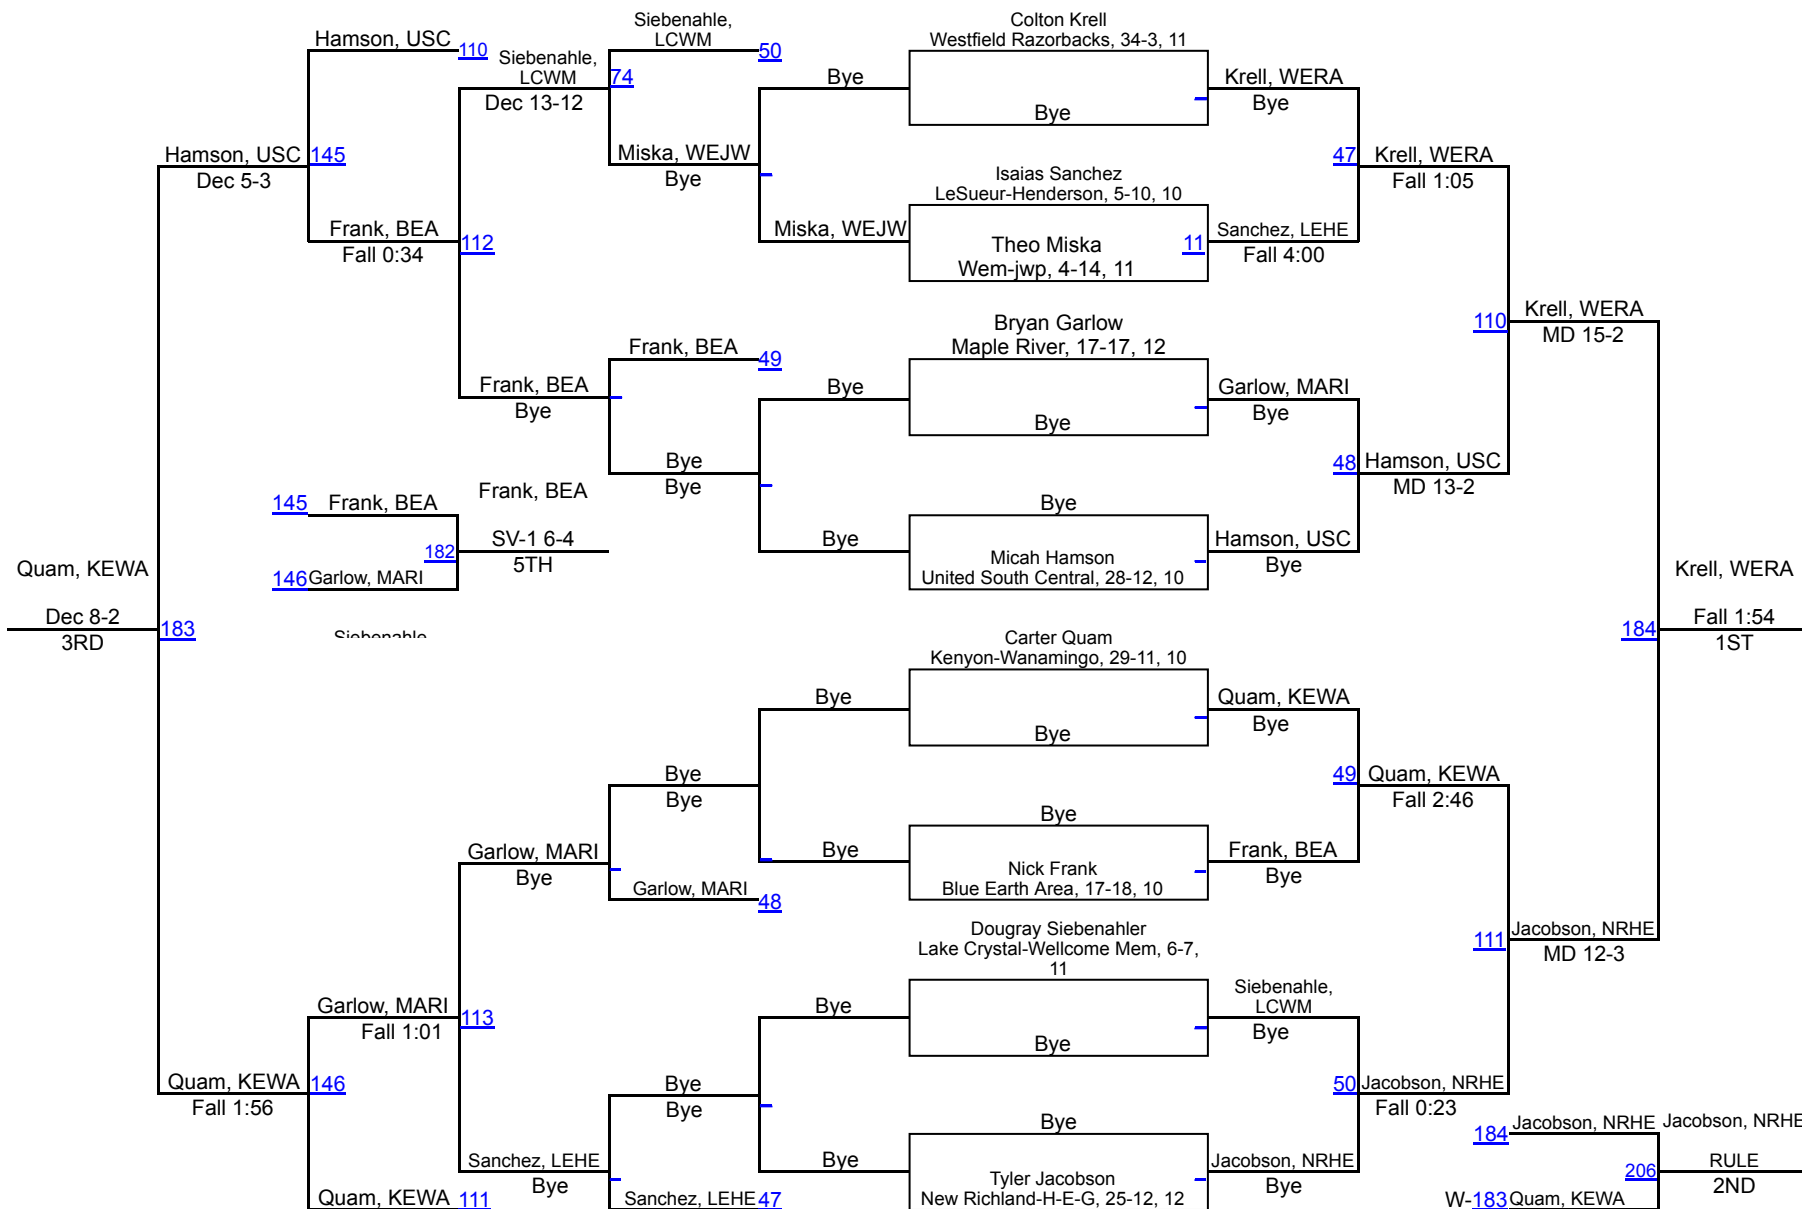 Siebenahle,
LCWM
50
Colton Krell
Westfield Razorbacks, 34-3, 11
Hamson, USC
110
Siebenahle,
LCWM
74
Dec 13-12
Bye
Bye
Krell, WERA
Bye
Hamson, USC
145
Dec 5-3
Miska, WEJW
Bye
47
Krell, WERA
Fall 1:05
Isaias Sanchez
LeSueur-Henderson, 5-10, 10
Frank, BEA
112
Fall 0:34
Miska, WEJW
Theo Miska
Wem-jwp, 4-14, 11
11
Sanchez, LEHE
Fall 4:00
110
Krell, WERA
MD 15-2
Bryan Garlow
Maple River, 17-17, 12
Frank, BEA
49
Frank, BEA
Bye
Bye
Bye
Garlow, MARI
Bye
Bye
Bye
48
Hamson, USC
MD 13-2
145
Frank, BEA
Frank, BEA
182
SV-1 6-4
5TH
146
Garlow, MARI
Bye
Bye
Micah Hamson
United South Central, 28-12, 10
Hamson, USC
Bye
Quam, KEWA
Dec 8-2
3RD
183
Siebenahle,
Krell, WERA
184
Fall 1:54
1ST
Carter Quam
Kenyon-Wanamingo, 29-11, 10
Bye
Bye
Quam, KEWA
Bye
Bye
Bye
49
Quam, KEWA
Fall 2:46
Garlow, MARI
Bye
Bye
Bye
Nick Frank
Blue Earth Area, 17-18, 10
Frank, BEA
Bye
Garlow, MARI
48
Dougray Siebenahler
Lake Crystal-Wellcome Mem, 6-7,
11
111
Jacobson, NRHE
MD 12-3
Garlow, MARI
113
Fall 1:01
Bye
Bye
Siebenahle,
LCWM
Bye
Quam, KEWA
146
Fall 1:56
Bye
Bye
50
Jacobson, NRHE
Fall 0:23
Sanchez, LEHE
Bye
Bye
Bye
Tyler Jacobson
New Richland-H-E-G, 25-12, 12
Jacobson, NRHE
Bye
184
Jacobson, NRHE
Jacobson, NRHE
206
RULE
2ND
Quam, KEWA
111
Sanchez, LEHE
47
W-183
Quam, KEWA